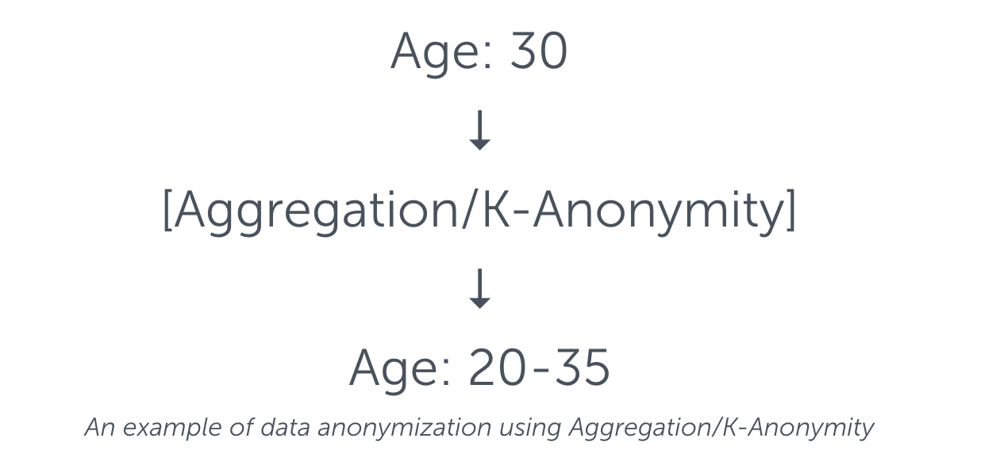 Age: 30
↓
[Aggregation/K-Anonymity]
↓
Age: 20-35
An example of data anonymization using Aggregation/K-Anonymity